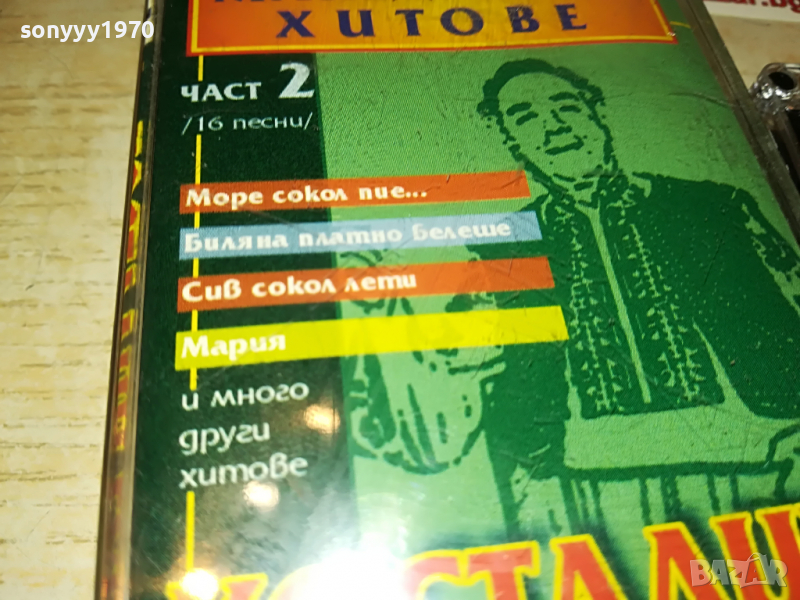 sonyyy1970
ХИТОВЕ
ЧАСТ 2
/16 песни/
Море сокол пие...
Биляна платно белеше
Сив сокол лети
Мария
и много
други
хитове
BAZAR